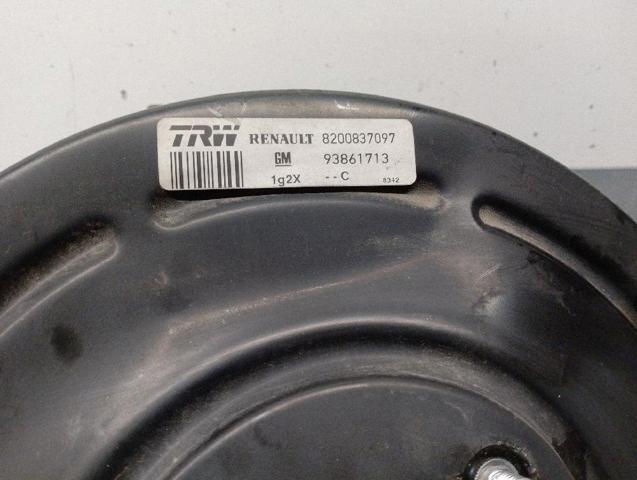 TRW RENAULT 8200837097
GM 93861713
1g2X --C 8342